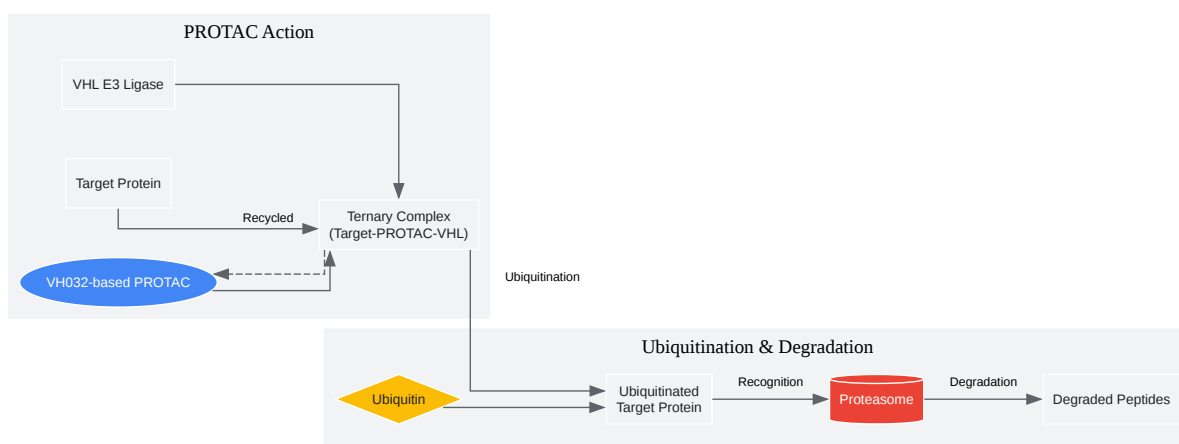 PROTAC Action
VHL E3 Ligase
Target Protein
Recycled
Ternary Complex
(Target-PROTAC-VHL)
VH032-based PROTAC
Ubiquitination
Ubiquitination & Degradation
Ubiquitin
Ubiquitinated
Target Protein
Recognition
Proteasome
Degradation
Degraded Peptides